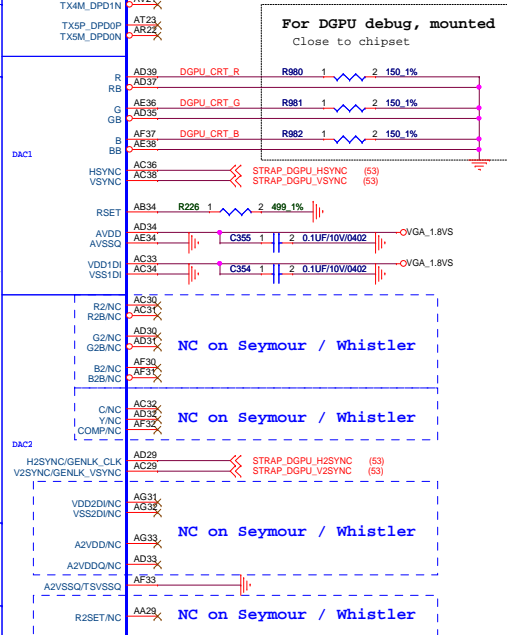 TX4M_DPD1N
TX5P_DPD0P AT23
TX5M_DPD0N AR22
For DGPU debug, mounted
Close to chipset
DAC1
R AD39 DGPU_CRT_R R980 1 2 150_1%
RB AD37
G AE36 DGPU_CRT_G R981 1 2 150_1%
GB AD35
B AF37 DGPU_CRT_B R982 1 2 150_1%
BB AE38
HSYNC AC36 STRAP_DGPU_HSYNC (53)
VSYNC AC38 STRAP_DGPU_VSYNC (53)
RSET AB34 R226 1 2 499_1%
AVDD AD34 VGA_1.8VS
AVSSQ AE34 C355 1 2 0.1UF/10V/0402
VDD1DI AC33 VGA_1.8VS
VSS1DI AC34 C354 1 2 0.1UF/10V/0402
R2/NC AC30
R2B/NC AC31
G2/NC AD30
G2B/NC AD31
NC on Seymour / Whistler
B2/NC AF30
B2B/NC AF31
C/NC AC32
Y/NC AD32
COMP/NC AF32
NC on Seymour / Whistler
DAC2
H2SYNC/GENLK_CLK AD29 STRAP_DGPU_H2SYNC (53)
V2SYNC/GENLK_VSYNC AC29 STRAP_DGPU_V2SYNC (53)
VDD2DI/NC AG31
VSS2DI/NC AG32
NC on Seymour / Whistler
A2VDD/NC AG33
A2VDDQ/NC AD33
A2VSSQ/TSVSSQ AF33
R2SET/NC AA29
NC on Seymour / Whistler